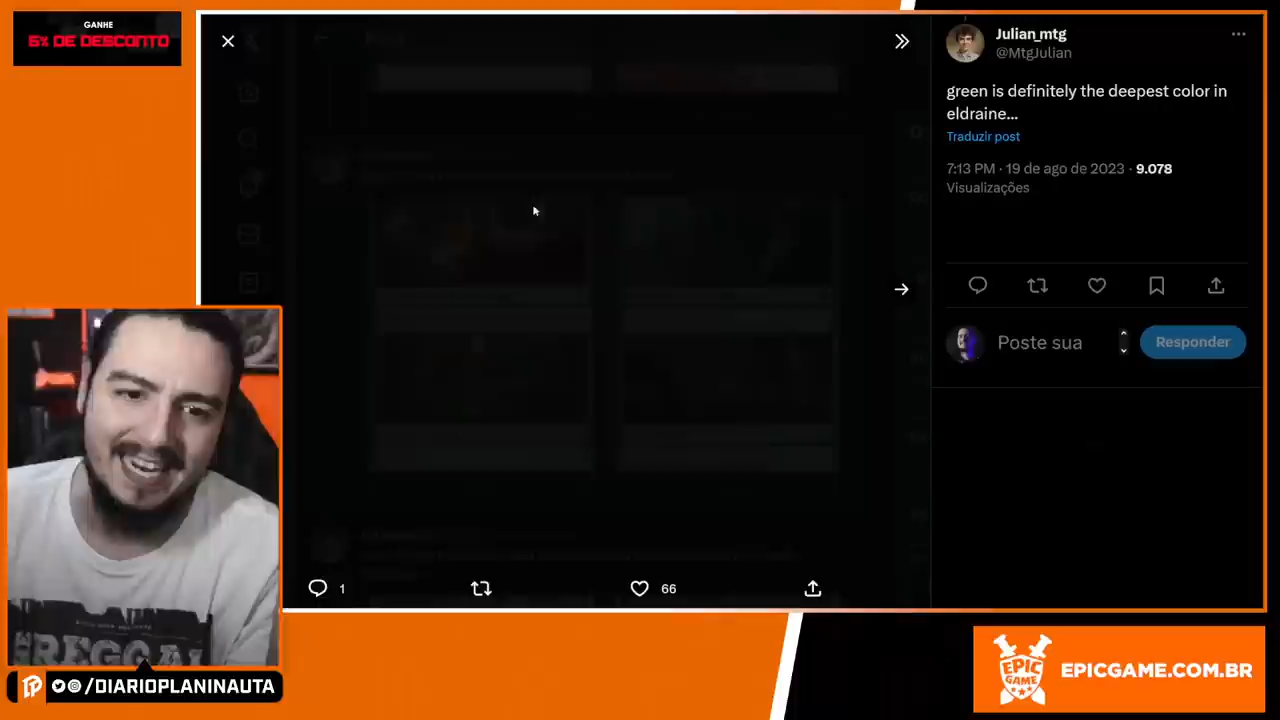 GANHE
5% DE DESCONTO
Julian_mtg
@MtgJulian
green is definitely the deepest color in
eldraine...
Traduzir post
7:13 PM · 19 de ago de 2023 · 9.078
Visualizações
Poste sua
Responder
1
66
/DIARIOPLANINAUTA
EPIC
GAME
EPICGAME.COM.BR